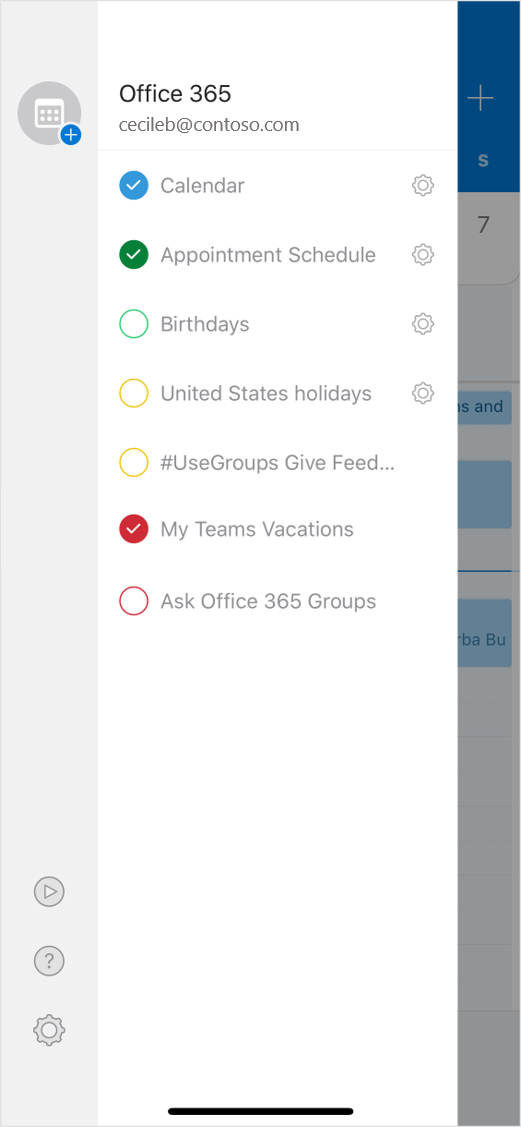 Office 365
cecileb@contoso.com
S
Calendar
7
Appointment Schedule
Birthdays
United States holidays
ns and
#UseGroups Give Feed...
My Teams Vacations
Ask Office 365 Groups
rba Bu
?